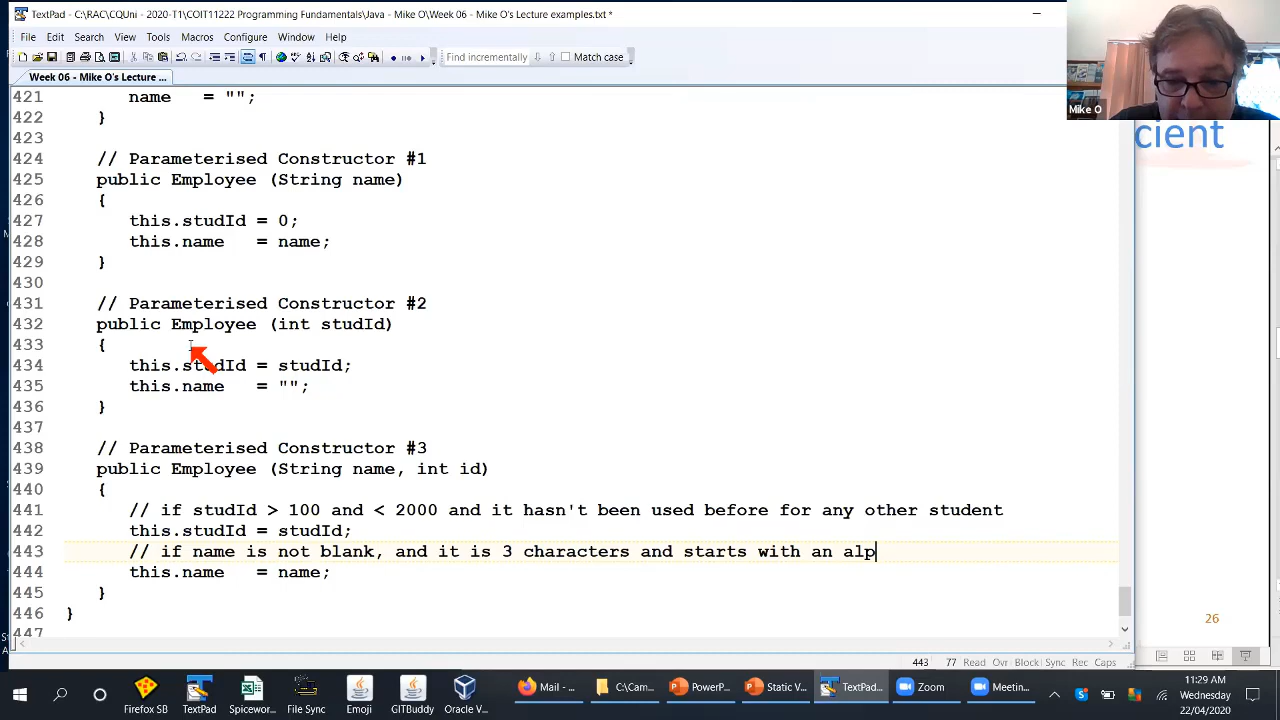 TextPad - C:\RAC\CQUni - 2020-T1\COIT11222 Programming Fundamentals\Java - Mike O\Week 06 - Mike O's Lecture examples.txt *
File Edit Search View Tools Macros Configure Window Help
Find incrementally Match case
Week 06 - Mike O's Lecture ...
Mike O
cient
421 name = "";
422 }
423
424 // Parameterised Constructor #1
425 public Employee (String name)
426 {
427 this.studId = 0;
428 this.name = name;
429 }
430
431 // Parameterised Constructor #2
432 public Employee (int studId)
433 {
434 this.studId = studId;
435 this.name = "";
436 }
437
438 // Parameterised Constructor #3
439 public Employee (String name, int id)
440 {
441 // if studId > 100 and < 2000 and it hasn't been used before for any other student
442 this.studId = studId;
443 // if name is not blank, and it is 3 characters and starts with an alp
444 this.name = name;
445 }
446 }
447
26
443 77 Read Ovr Block Sync Rec Caps
Firefox SB TextPad Spicewor... File Sync Emoji GITBuddy Oracle V... Mail - ... C:\Cam... PowerP... Static V... TextPad... Zoom Meetin...
11:29 AM
Wednesday
22/04/2020